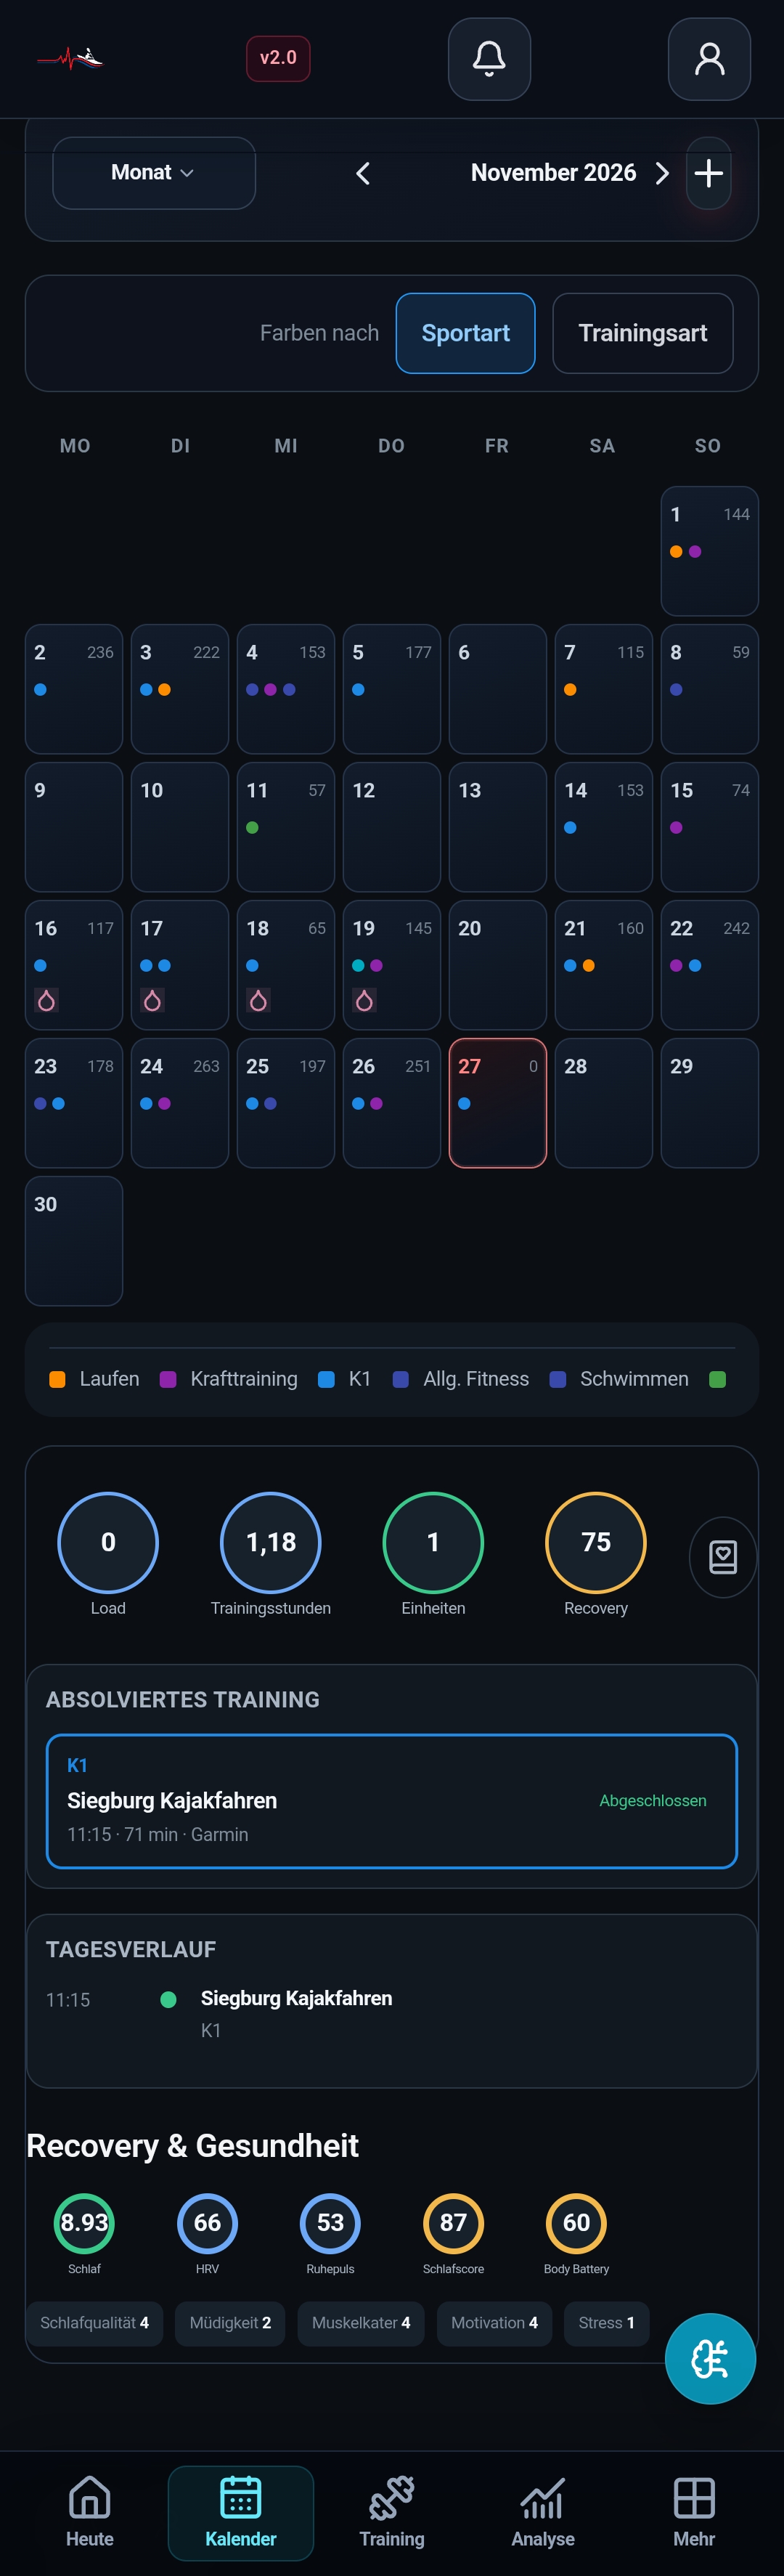 v2.0
Monat
November 2026
Farben nach Sportart Trainingsart
MO DI MI DO FR SA SO
1 144
2 236 3 222 4 153 5 177 6 7 115 8 59
9 10 11 57 12 13 14 153 15 74
16 117 17 18 65 19 145 20 21 160 22 242
23 178 24 263 25 197 26 251 27 0 28 29
30
Laufen Krafttraining K1 Allg. Fitness Schwimmen
0 1,18 1 75
Load Trainingsstunden Einheiten Recovery
ABSOLVIERTES TRAINING
K1
Siegburg Kajakfahren Abgeschlossen
11:15 · 71 min · Garmin
TAGESVERLAUF
11:15 Siegburg Kajakfahren
K1
Recovery & Gesundheit
8.93 66 53 87 60
Schlaf HRV Ruhepuls Schlafscore Body Battery
Schlafqualität 4 Müdigkeit 2 Muskelkater 4 Motivation 4 Stress 1
Heute Kalender Training Analyse Mehr